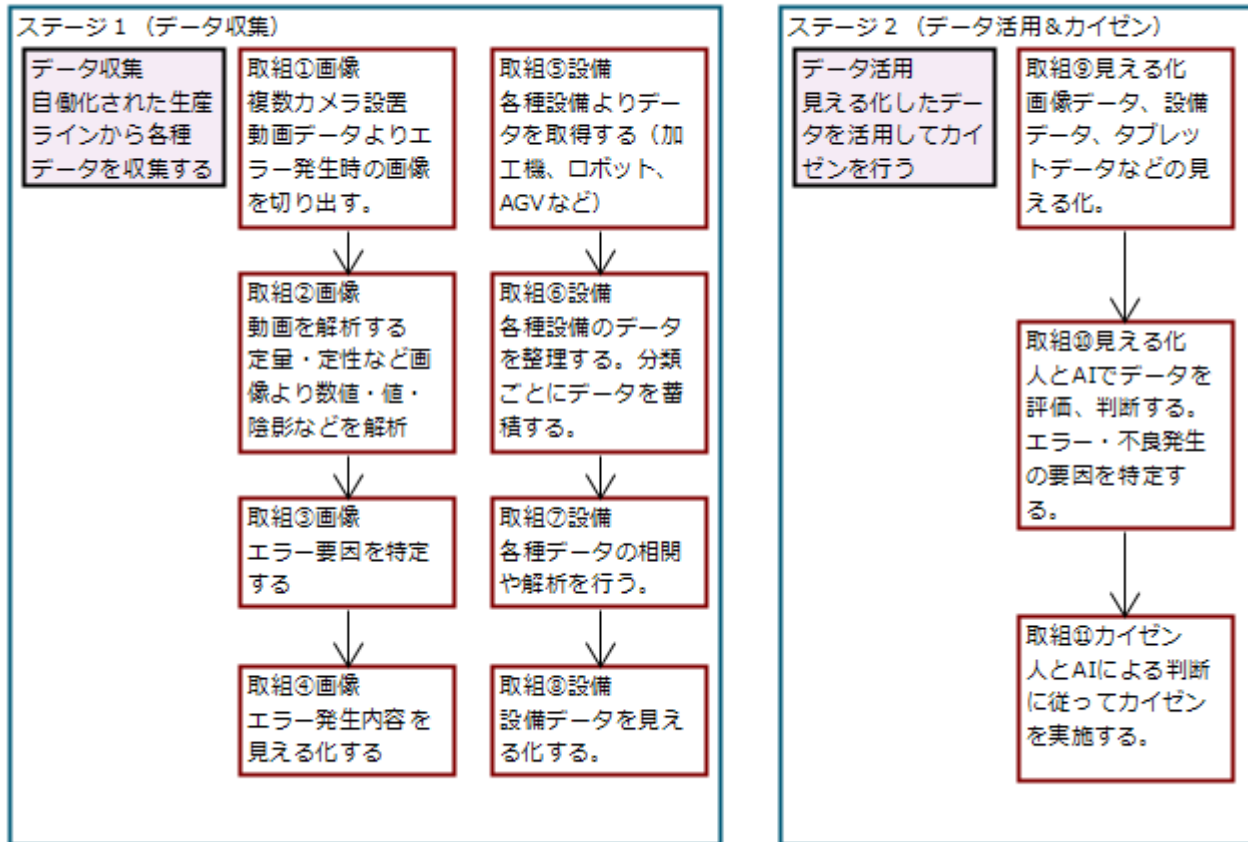 ステージ１（データ収集）
データ収集
自働化された生産
ラインから各種
データを収集する
取組①画像
複数カメラ設置
動画データよりエ
ラー発生時の画像
を切り出す。
取組②画像
動画を解析する
定量・定性など画
像より数値・値・
陰影などを解析
取組③画像
エラー要因を特定
する
取組④画像
エラー発生内容を
見える化する
取組⑤設備
各種設備よりデー
タを取得する（加
工機、ロボット、
AGVなど）
取組⑥設備
各種設備のデータ
を整理する。分類
ごとにデータを蓄
積する。
取組⑦設備
各種データの相関
や解析を行う。
取組⑧設備
設備データを見え
る化する。
ステージ２（データ活用＆カイゼン）
データ活用
見える化したデー
タを活用してカイ
ゼンを行う
取組⑨見える化
画像データ、設備
データ、タブレッ
トデータなどの見
える化。
取組⑩見える化
人とAIでデータを
評価、判断する。
エラー・不良発生
の要因を特定す
る。
取組⑪カイゼン
人とAIによる判断
に従ってカイゼン
を実施する。